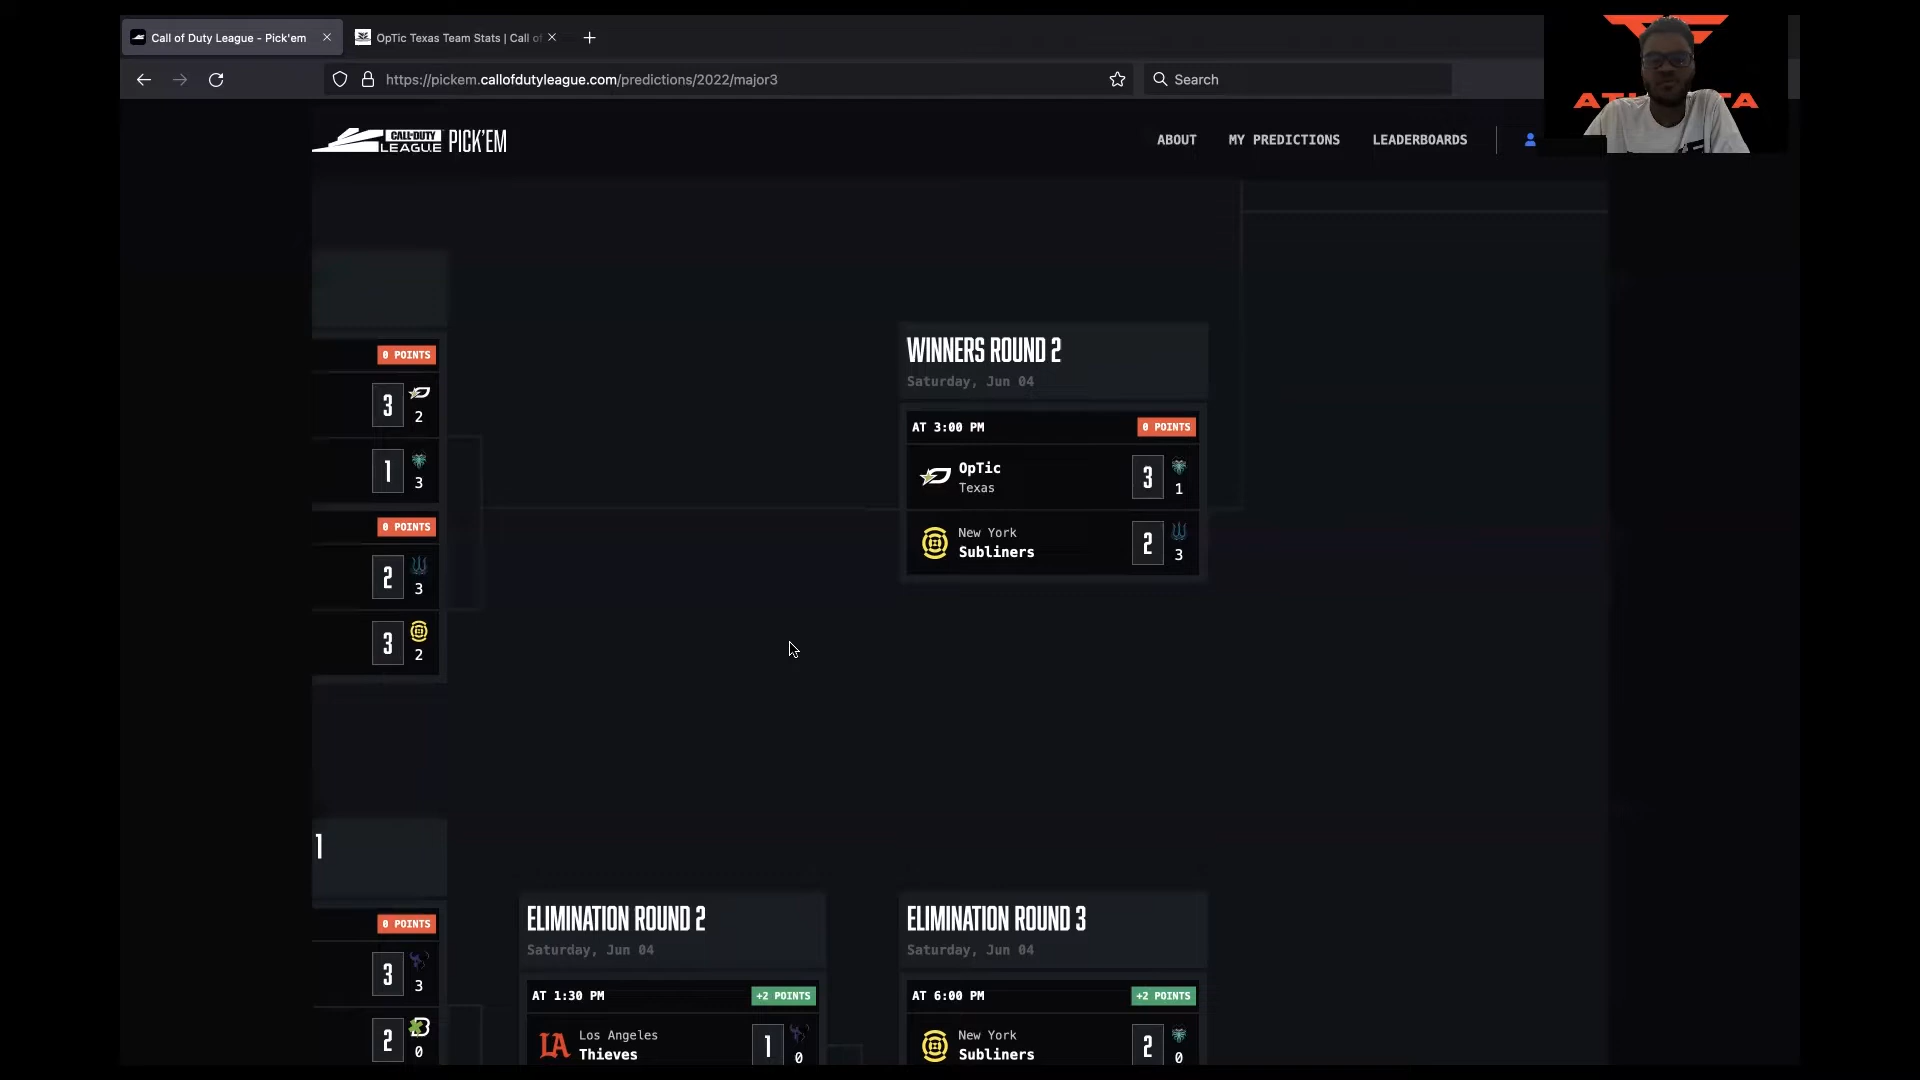 Call of Duty League - Pick'em
OpTic Texas Team Stats | Call of
https://pickem.callofdutyleague.com/predictions/2022/major3
Search
CALL OF DUTY
LEAGUE
PICK'EM
ABOUT
MY PREDICTIONS
LEADERBOARDS
0 POINTS
3
2
1
3
0 POINTS
2
3
3
2
WINNERS ROUND 2
Saturday, Jun 04
AT 3:00 PM
0 POINTS
OpTic
Texas
3
1
New York
Subliners
2
3
1
0 POINTS
3
3
2
0
ELIMINATION ROUND 2
Saturday, Jun 04
AT 1:30 PM
+2 POINTS
LA
Los Angeles
Thieves
1
0
ELIMINATION ROUND 3
Saturday, Jun 04
AT 6:00 PM
+2 POINTS
New York
Subliners
2
0